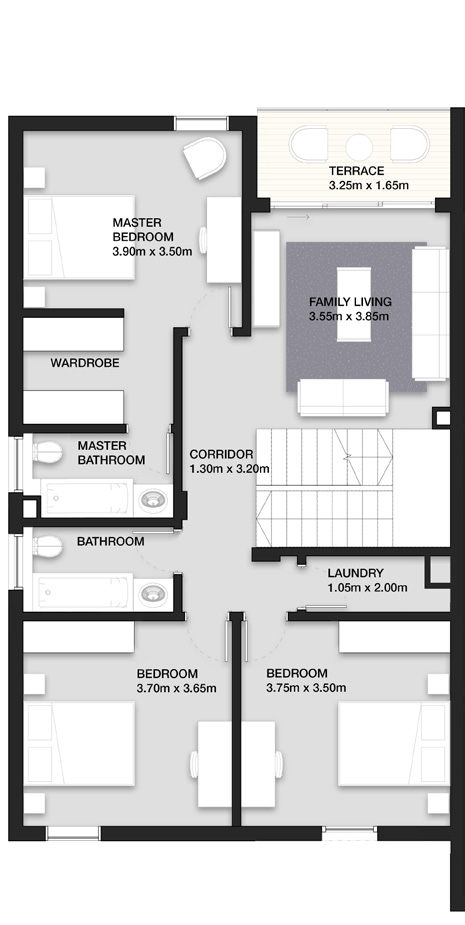 TERRACE
3.25m x 1.65m
MASTER
BEDROOM
3.90m x 3.50m
FAMILY LIVING
3.55m x 3.85m
WARDROBE
MASTER
BATHROOM
CORRIDOR
1.30m x 3.20m
BATHROOM
LAUNDRY
1.05m x 2.00m
BEDROOM
3.70m x 3.65m
BEDROOM
3.75m x 3.50m